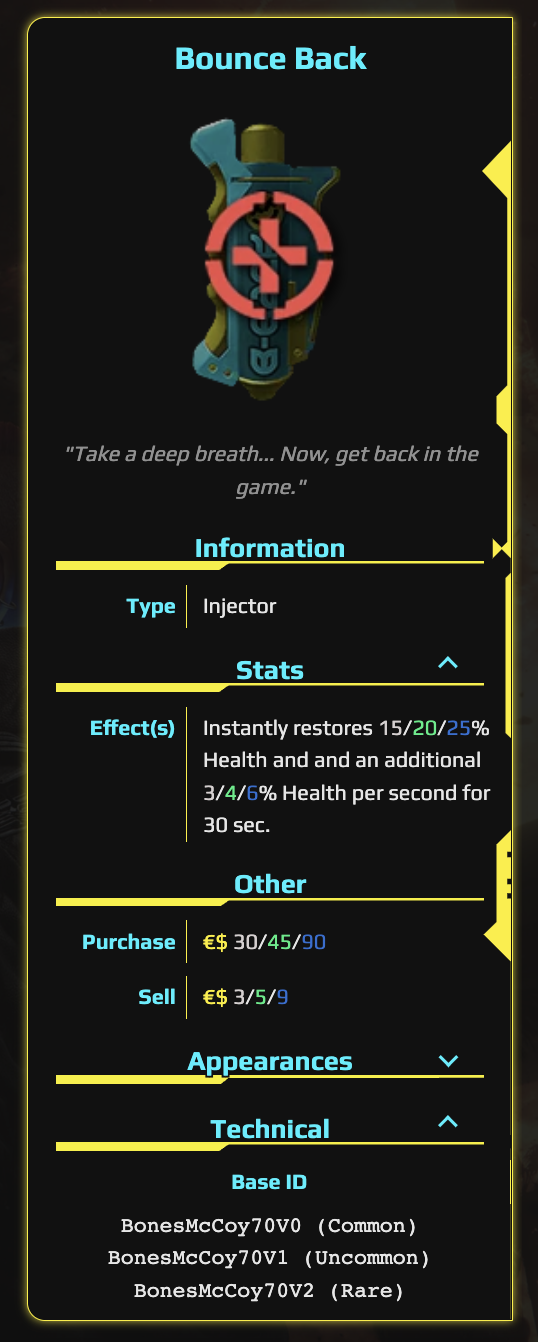 Bounce Back
"Take a deep breath... Now, get back in the
game."
Information
Type
Injector
Stats
Effect(s)
Instantly restores 15/20/25%
Health and and an additional
3/4/6% Health per second for
30 sec.
Other
Purchase
€$ 30/45/90
Sell
€$ 3/5/9
Appearances
Technical
Base ID
BonesMcCoy70V0 (Common)
BonesMcCoy70V1 (Uncommon)
BonesMcCoy70V2 (Rare)